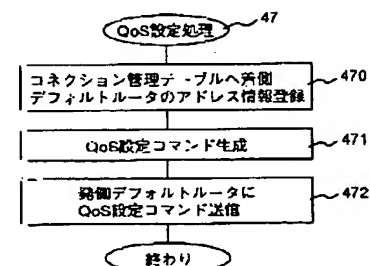 QoS設定処理
47
コネクション管理テーブルへ着側
デフォルトルータのアドレス情報登録
470
QoS設定コマンド生成
471
発側デフォルトルータに
QoS設定コマンド送信
472
終わり